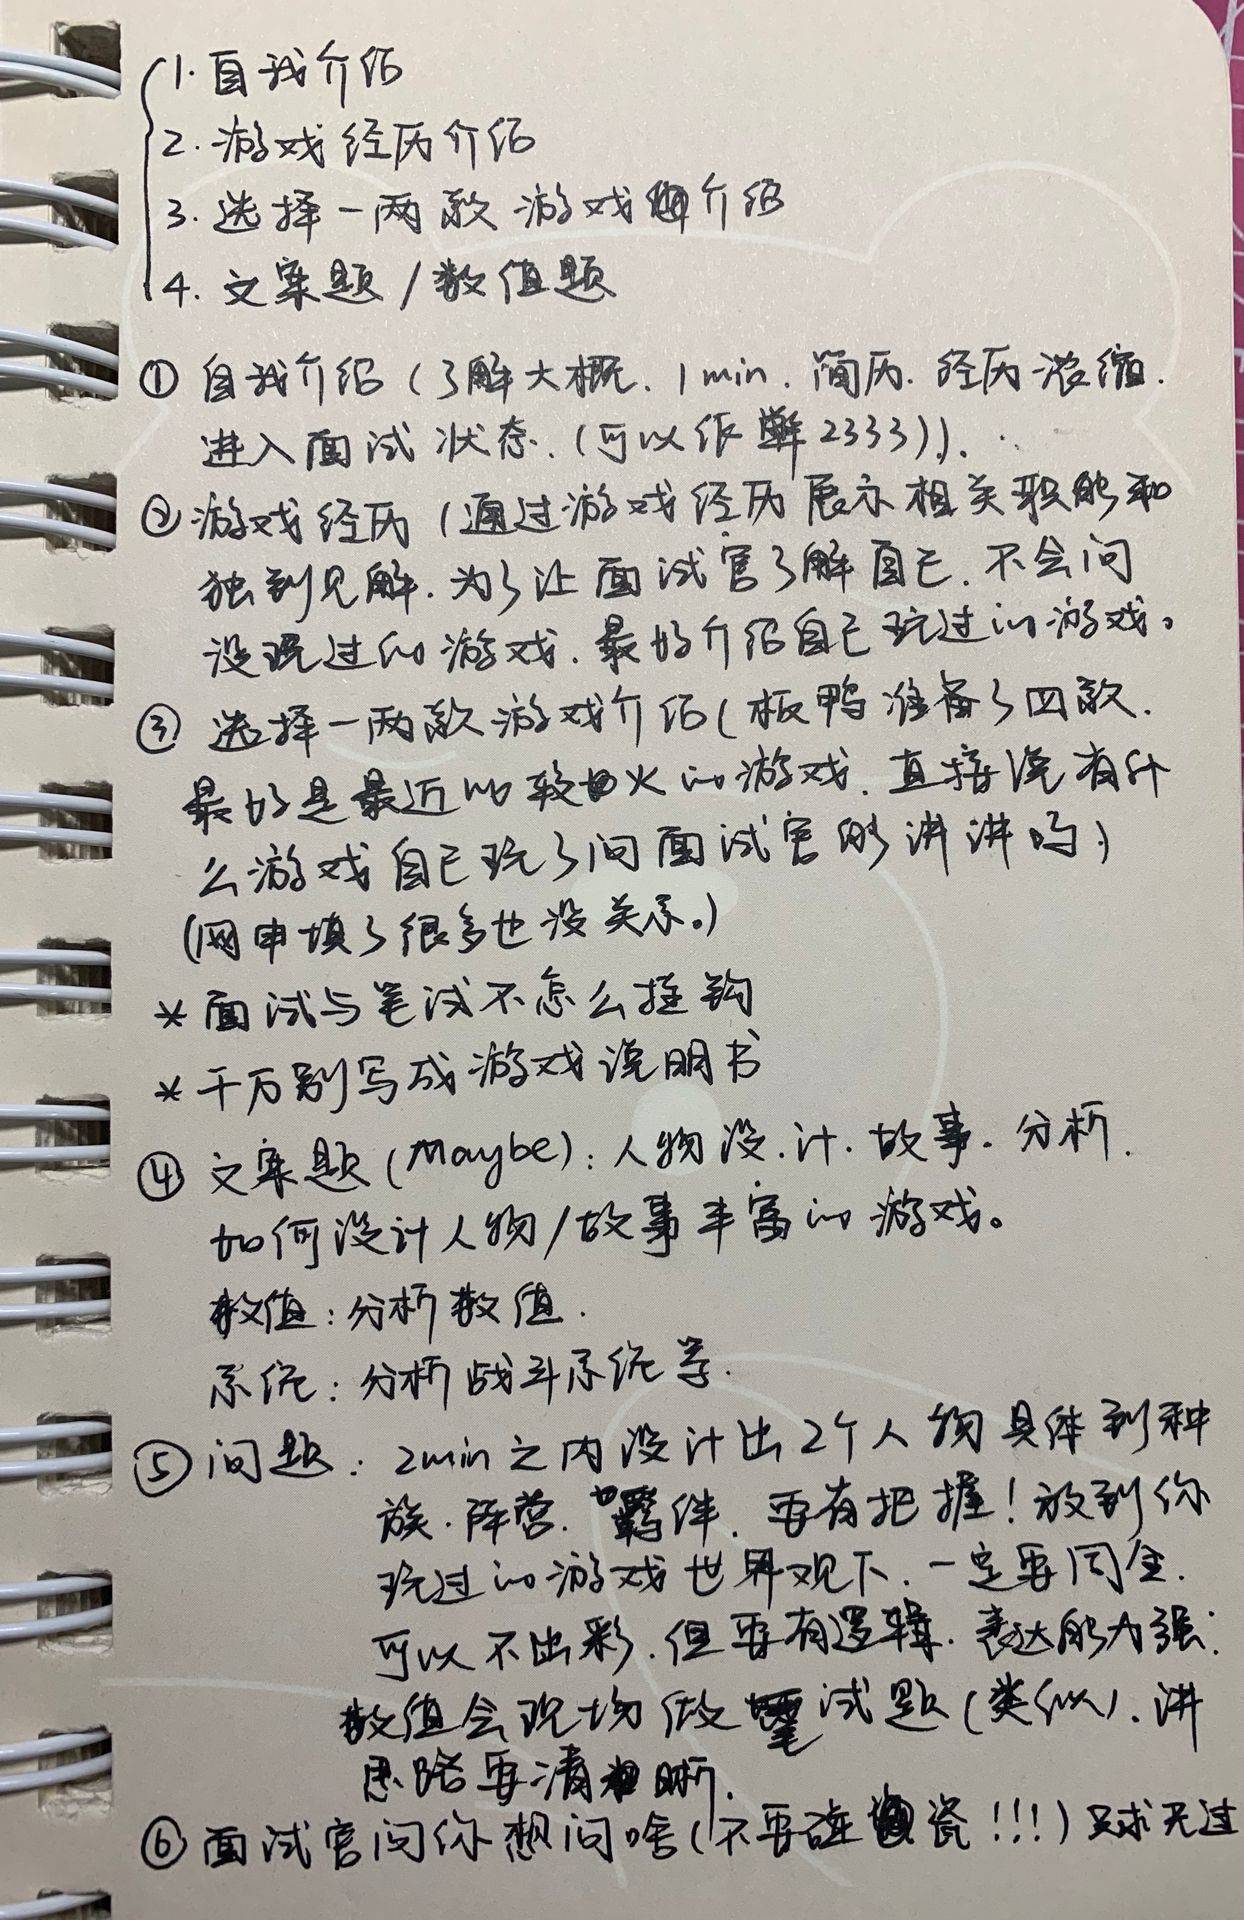 1. 自我介绍
2. 游戏经历介绍
3. 选择一两款游戏介绍
4. 文案题/数值题
① 自我介绍(了解大概. 1min. 简历. 经历浓缩.
进入面试状态.(可以很 2333)).
② 游戏经历(通过游戏经历展示相关职能和
独到见解. 为了让面试官了解自己. 不会问
没玩过的游戏. 最好介绍自己玩过的游戏。
③ 选择一两款游戏介绍(板鸭准备了四款.
最好是最近比较火的游戏. 直接说有什
么游戏自己玩了问面试官能讲讲吗)
(网申填了很多也没关系。)
* 面试与笔试不怎么挂钩
* 千万别写成游戏说明书
④ 文案题(Maybe): 人物设计. 故事. 分析.
如何设计人物/故事丰富的游戏。
数值: 分析数值.
系统: 分析战斗系统等.
⑤ 问题: 2min之内设计出2个人物具体到种
族. 阵营. 事件. 要有把握! 放到你
玩过的游戏世界观下. 一定要周全.
可以不出彩. 但要有逻辑. 表达能力强:
数值会现场做笔试题(类似). 讲
思路要清晰.
⑥ 面试官问你想问啥(不要碰瓷!!!) 只求无过